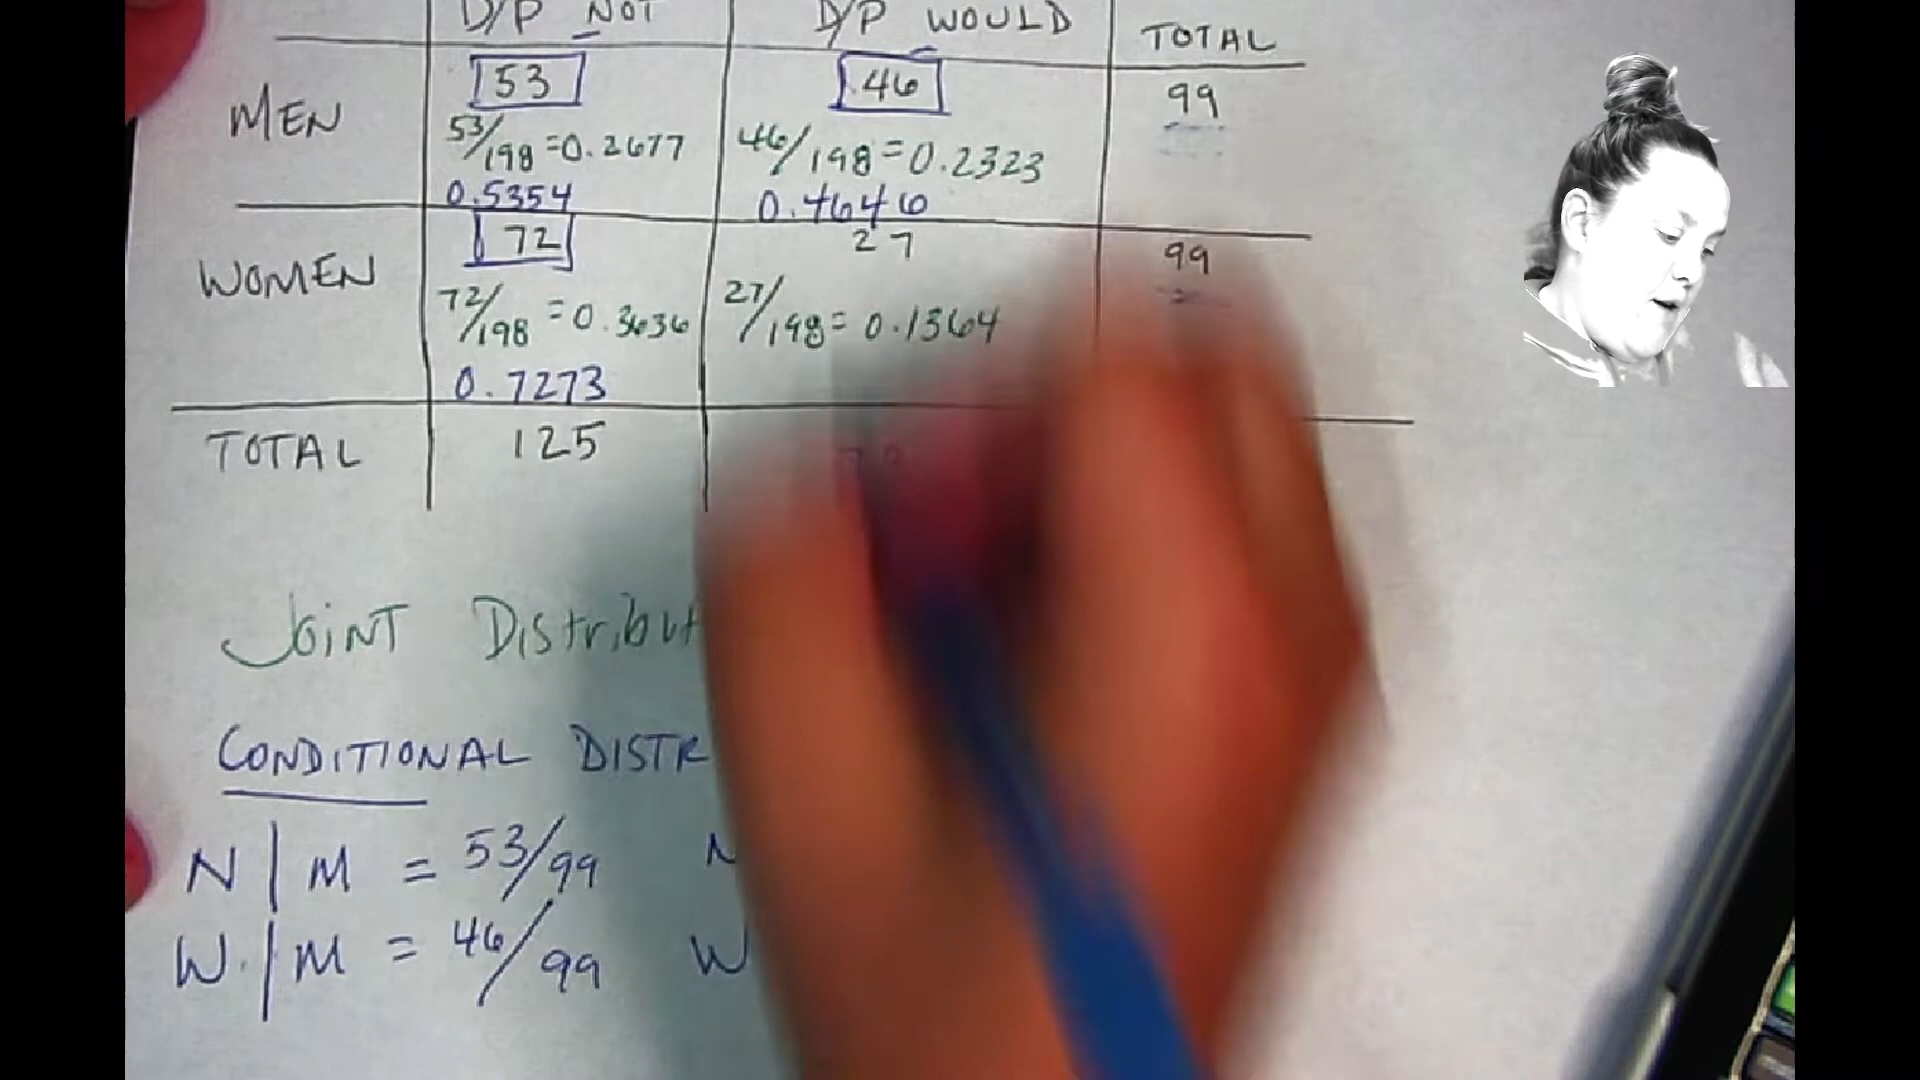 D/P NOT D/P WOULD TOTAL
MEN 53 46 99
53/198 = 0.2677 46/198 = 0.2323
0.5354 0.4646
WOMEN 72 27 99
72/198 = 0.3636 27/198 = 0.1364
0.7273
TOTAL 125
JOINT Distribut
CONDITIONAL DISTR
N | M = 53/99 N
W | M = 46/99 W